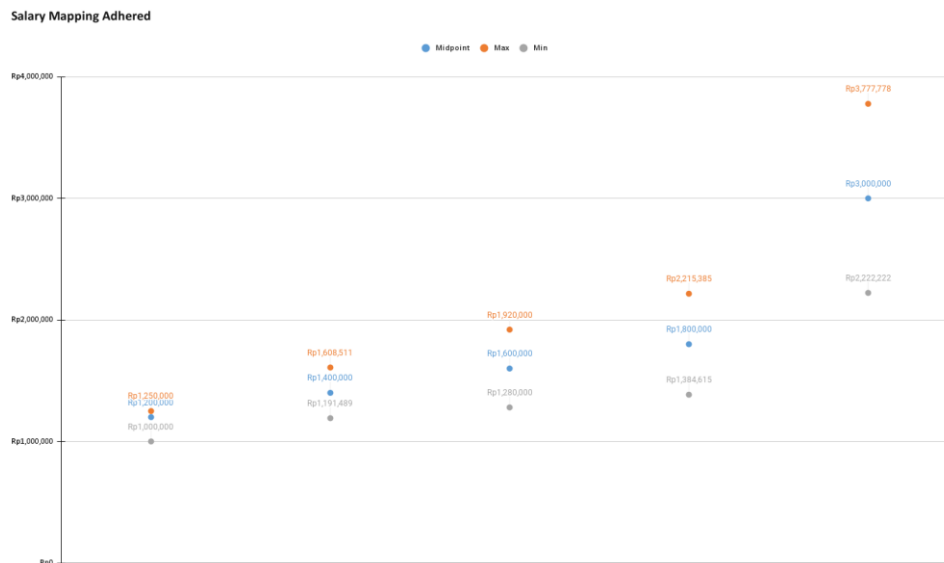 Salary Mapping Adhered
Midpoint Max Min
Rp4,000,000
Rp3,777,778
Rp3,000,000
Rp3,000,000
Rp2,222,222
Rp2,215,385
Rp2,000,000
Rp1,920,000
Rp1,800,000
Rp1,608,511
Rp1,600,000
Rp1,400,000
Rp1,384,615
Rp1,280,000
Rp1,250,000
Rp1,200,000
Rp1,191,489
Rp1,000,000
Rp1,000,000
Rp0